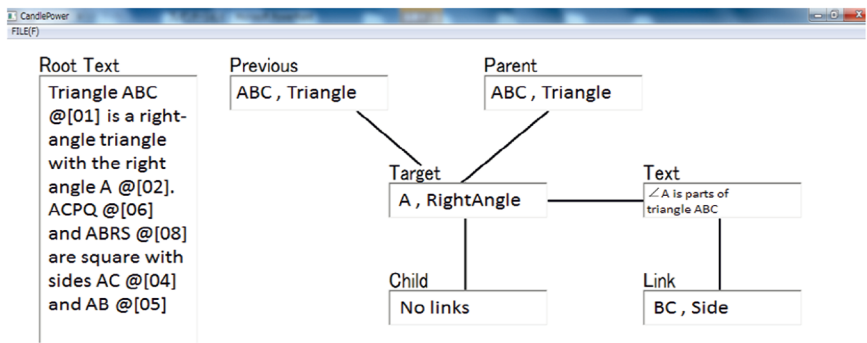 CandlePower
FILE(F)
Root Text
Triangle ABC
@[01] is a right-
angle triangle
with the right
angle A @[02].
ACPQ @[06]
and ABRS @[08]
are square with
sides AC @[04]
and AB @[05]
Previous
ABC , Triangle
Parent
ABC , Triangle
Target
A , RightAngle
Text
∠A is parts of
triangle ABC
Child
No links
Link
BC , Side